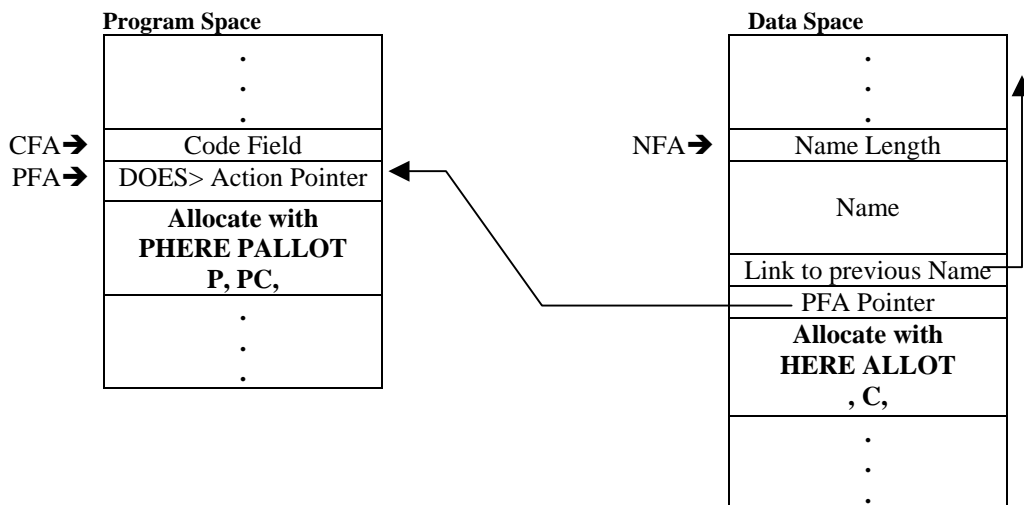 Program Space
.
.
.
CFA➔
Code Field
PFA➔
DOES> Action Pointer
Allocate with
PHERE PALLOT
P, PC,
.
.
.
Data Space
.
.
.
NFA➔
Name Length
Name
Link to previous Name
PFA Pointer
Allocate with
HERE ALLOT
, C,
.
.
.